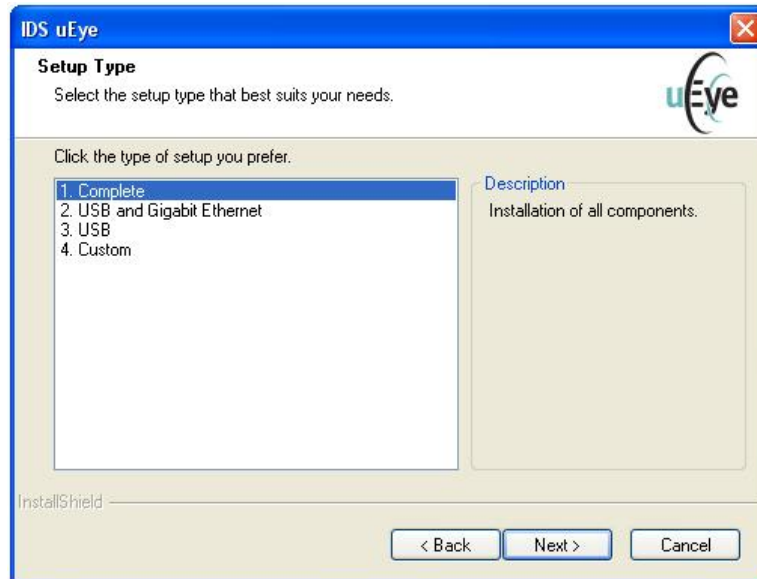 IDS uEye
Setup Type
Select the setup type that best suits your needs.
uEye
Click the type of setup you prefer.
1. Complete
2. USB and Gigabit Ethernet
3. USB
4. Custom
Description
Installation of all components.
InstallShield
< Back
Next >
Cancel